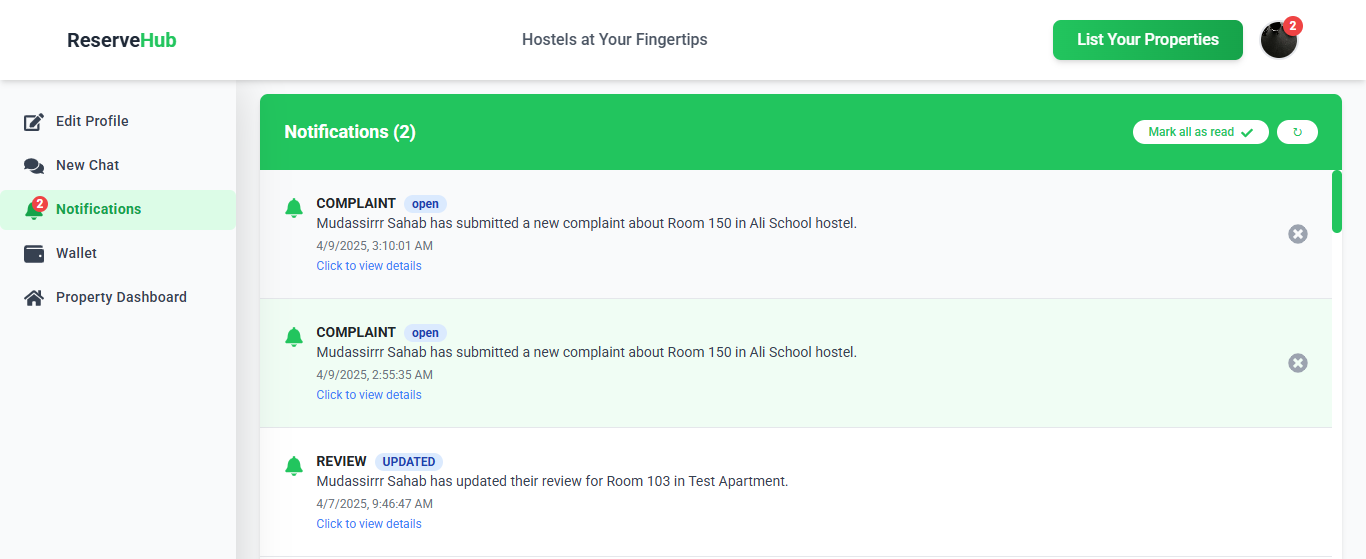 ReserveHub
Hostels at Your Fingertips
List Your Properties
2
Edit Profile
New Chat
2
Notifications
Wallet
Property Dashboard
Notifications (2)
Mark all as read
COMPLAINT open
Mudassirrr Sahab has submitted a new complaint about Room 150 in Ali School hostel.
4/9/2025, 3:10:01 AM
Click to view details
COMPLAINT open
Mudassirrr Sahab has submitted a new complaint about Room 150 in Ali School hostel.
4/9/2025, 2:55:35 AM
Click to view details
REVIEW UPDATED
Mudassirrr Sahab has updated their review for Room 103 in Test Apartment.
4/7/2025, 9:46:47 AM
Click to view details